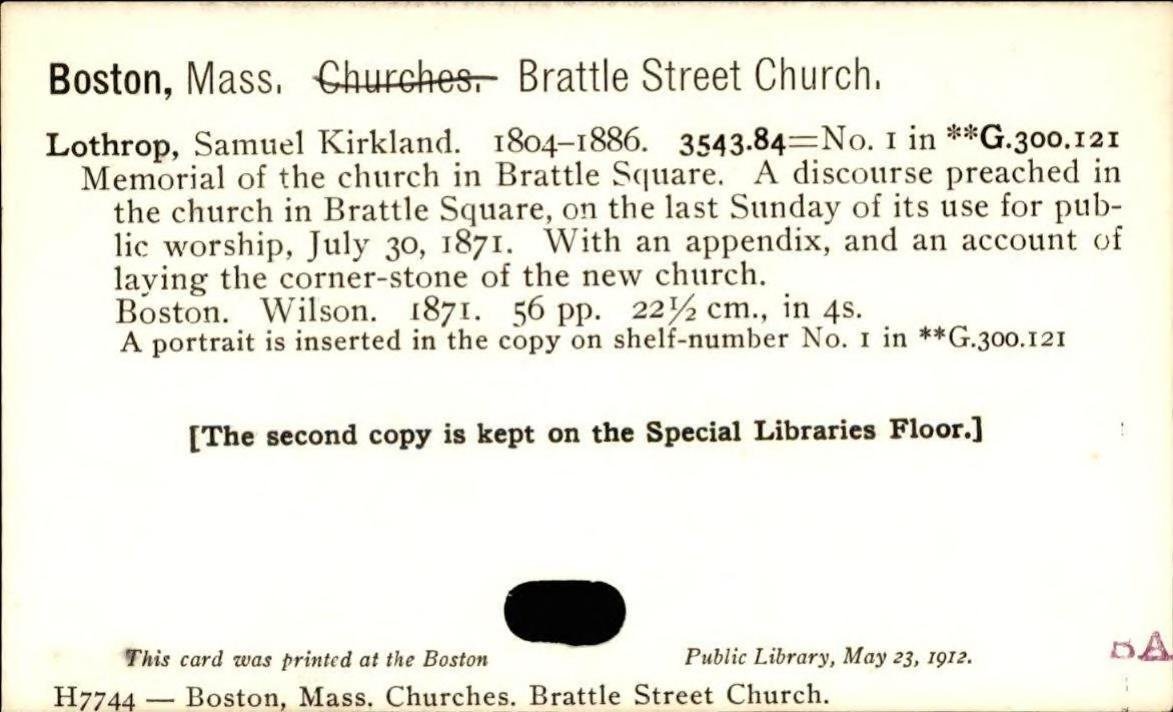 Boston, Mass. Churches. Brattle Street Church.
Lothrop, Samuel Kirkland. 1804–1886. 3543.84=No. 1 in **G.300.121
Memorial of the church in Brattle Square. A discourse preached in
the church in Brattle Square, on the last Sunday of its use for pub-
lic worship, July 30, 1871. With an appendix, and an account of
laying the corner-stone of the new church.
Boston. Wilson. 1871. 56 pp. 22½ cm., in 4s.
A portrait is inserted in the copy on shelf-number No. 1 in **G.300.121
[The second copy is kept on the Special Libraries Floor.]
This card was printed at the Boston Public Library, May 23, 1912.
H7744 — Boston, Mass. Churches. Brattle Street Church.